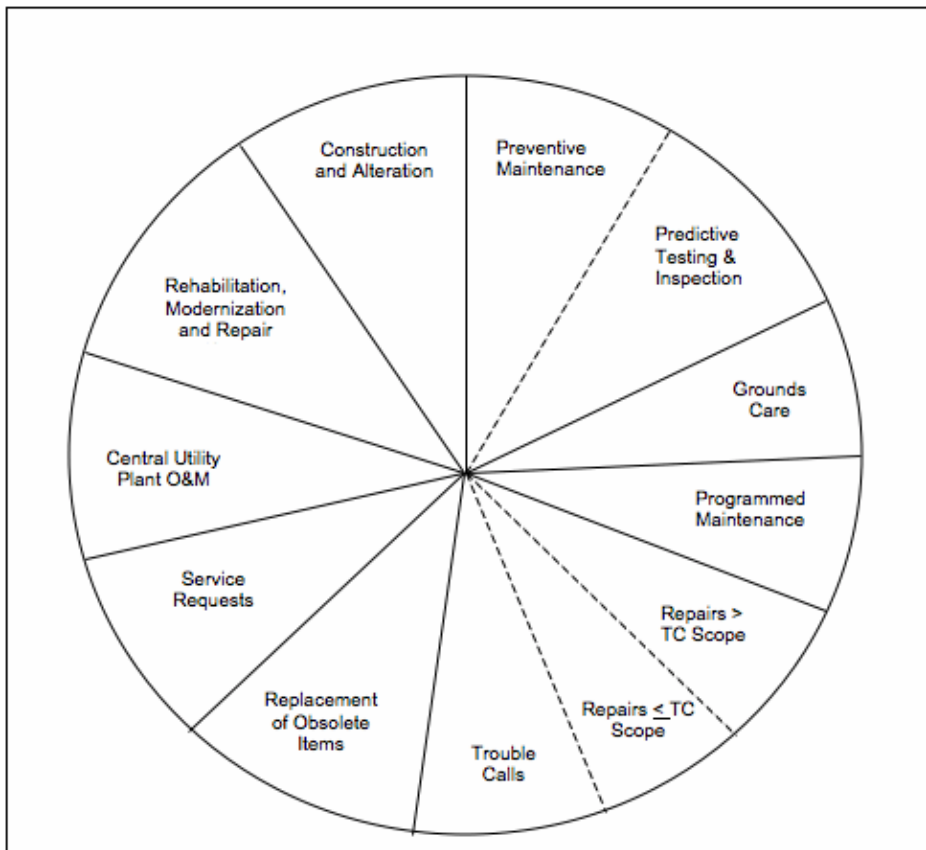 Construction
and Alteration
Preventive
Maintenance
Predictive
Testing &
Inspection
Grounds
Care
Programmed
Maintenance
Repairs >
TC Scope
Repairs ≤ TC
Scope
Trouble
Calls
Replacement
of Obsolete
Items
Service
Requests
Central Utility
Plant O&M
Rehabilitation,
Modernization
and Repair